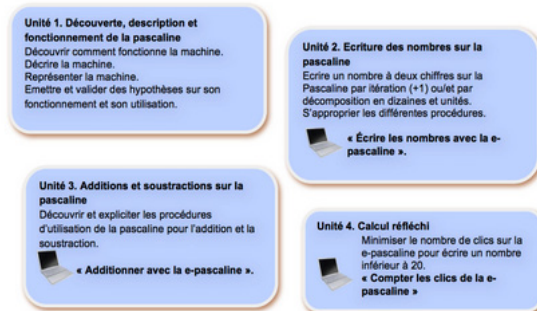 Unité 1. Découverte, description et
fonctionnement de la pascaline
Découvrir comment fonctionne la machine.
Décrire la machine.
Représenter la machine.
Emettre et valider des hypothèses sur son
fonctionnement et son utilisation.
Unité 2. Ecriture des nombres sur la
pascaline
Ecrire un nombre à deux chiffres sur la
Pascaline par itération (+1) ou/et par
décomposition en dizaines et unités.
S'approprier les différentes procédures.
« Écrire les nombres avec la e-
pascaline ».
Unité 3. Additions et soustractions sur la
pascaline
Découvrir et expliciter les procédures
d'utilisation de la pascaline pour l'addition et la
soustraction.
« Additionner avec la e-pascaline ».
Unité 4. Calcul réfléchi
Minimiser le nombre de clics sur la
e-pascaline pour écrire un nombre
inférieur à 20.
« Compter les clics de la e-
pascaline »